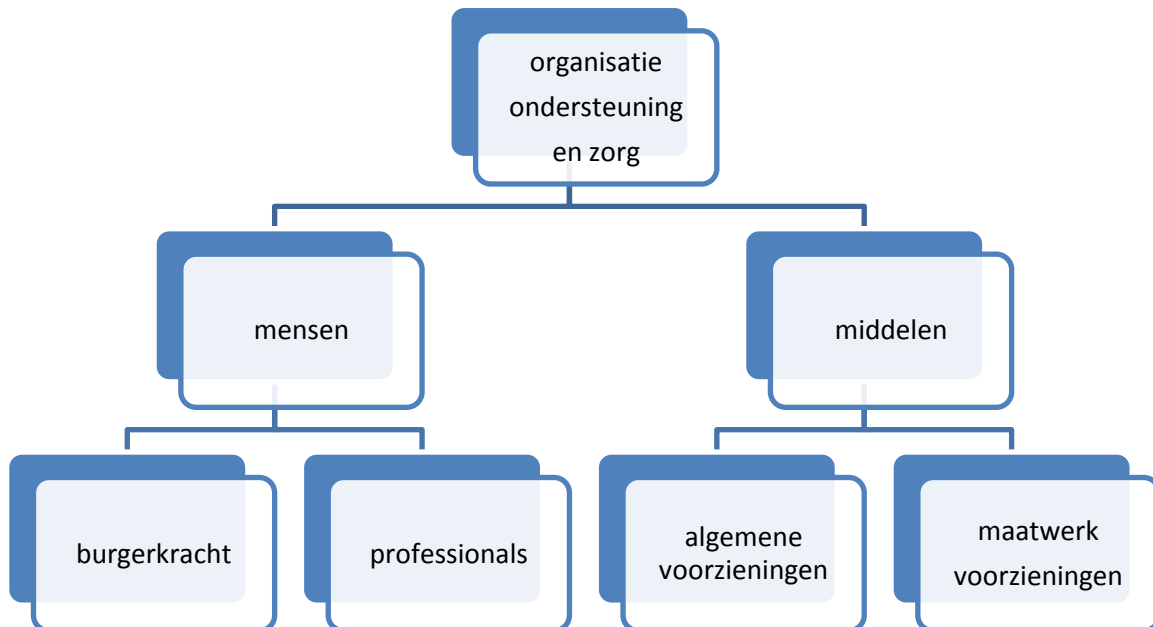 organisatie
ondersteuning
en zorg
mensen
middelen
burgerkracht
professionals
algemene
voorzieningen
maatwerk
voorzieningen